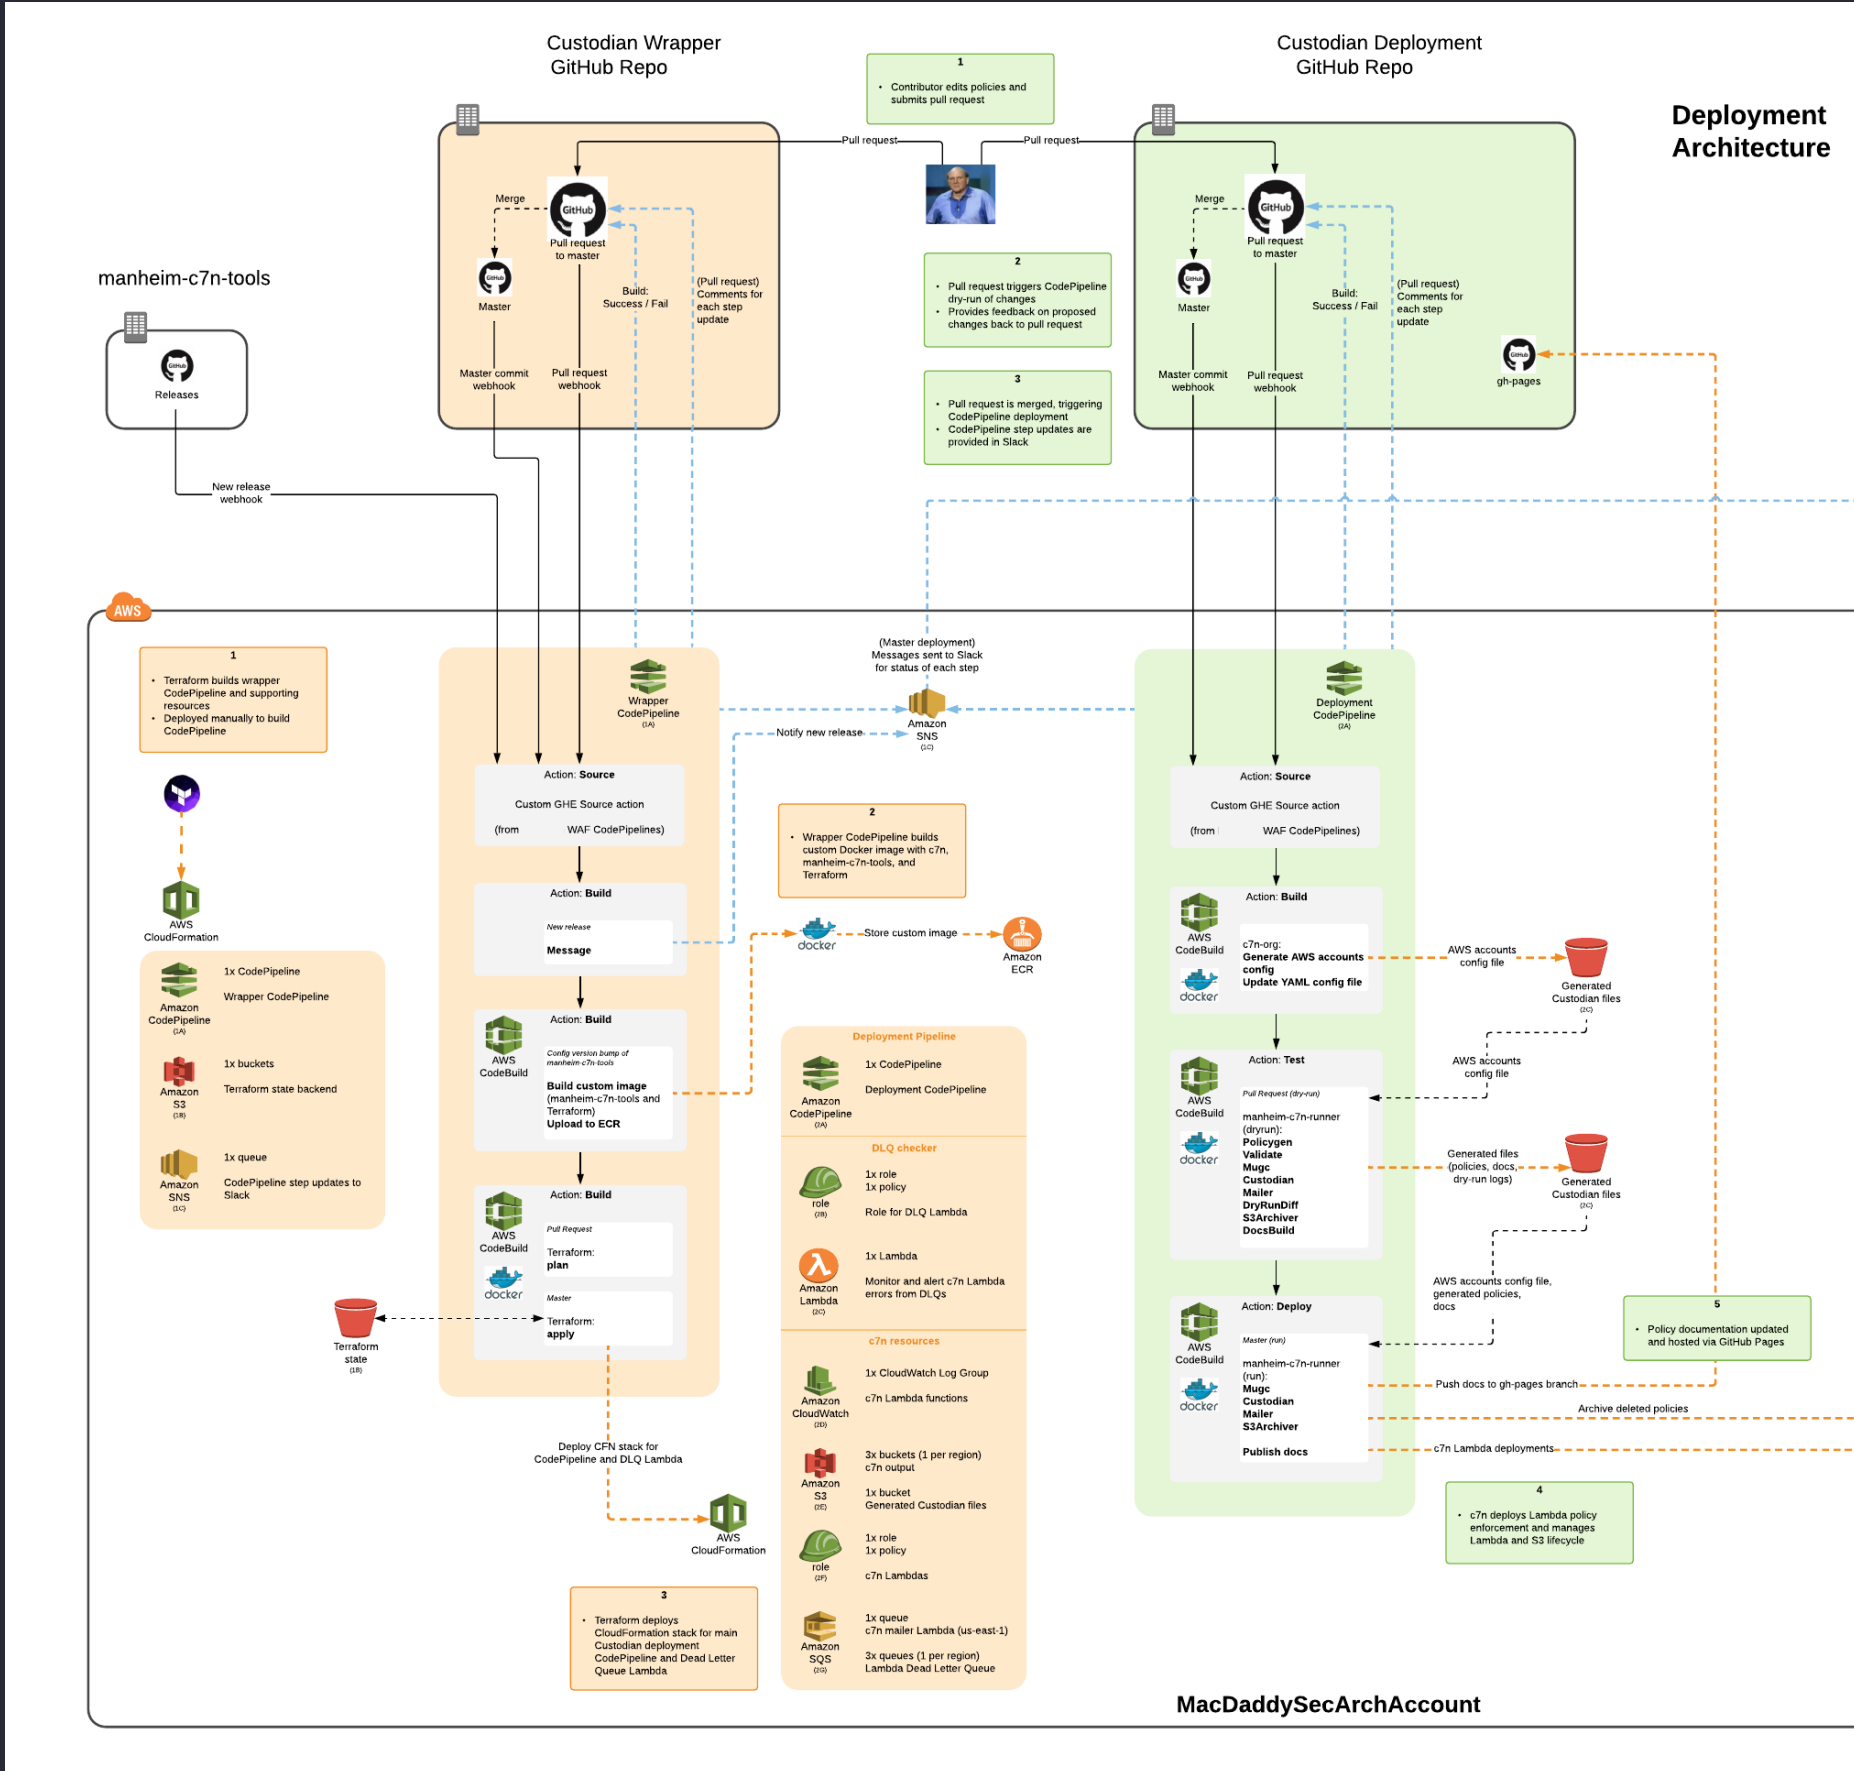 Custodian Wrapper
GitHub Repo
Custodian Deployment
GitHub Repo
Deployment
Architecture
1
• Contributor edits policies and
submits pull request
Pull request
Pull request
Merge
GitHub
Pull request
to master
GitHub
Master
Build:
Success / Fail
(Pull request)
Comments for
each step
update
Master commit
webhook
Pull request
webhook
manheim-c7n-tools
GitHub
Releases
New release
webhook
2
• Pull request triggers CodePipeline
dry-run of changes
• Provides feedback on proposed
changes back to pull request
3
• Pull request is merged, triggering
CodePipeline deployment
• CodePipeline step updates are
provided in Slack
Merge
GitHub
Pull request
to master
GitHub
Master
Build:
Success / Fail
(Pull request)
Comments for
each step
update
Master commit
webhook
Pull request
webhook
GitHub
gh-pages
AWS
1
• Terraform builds wrapper
CodePipeline and supporting
resources
• Deployed manually to build
CodePipeline
AWS
CloudFormation
Amazon
CodePipeline
(1A)
1x CodePipeline
Wrapper CodePipeline
Amazon
S3
(1B)
1x buckets
Terraform state backend
Amazon
SNS
(1C)
1x queue
CodePipeline step updates to
Slack
Wrapper
CodePipeline
(1A)
Action: Source
Custom GHE Source action
(from WAF CodePipelines)
Action: Build
New release
Message
Action: Build
AWS
CodeBuild
Config version bump of
manheim-c7n-tools
Build custom image
(manheim-c7n-tools and
Terraform)
Upload to ECR
Action: Build
AWS
CodeBuild
docker
Pull Request
Terraform:
plan
Master
Terraform:
apply
Terraform
state
(1B)
Deploy CFN stack for
CodePipeline and DLQ Lambda
AWS
CloudFormation
3
• Terraform deploys
CloudFormation stack for main
Custodian deployment
CodePipeline and Dead Letter
Queue Lambda
(Master deployment)
Messages sent to Slack
for status of each step
Amazon
SNS
(1C)
Notify new release
2
• Wrapper CodePipeline builds
custom Docker image with c7n,
manheim-c7n-tools, and
Terraform
docker
Store custom image
Amazon
ECR
Deployment Pipeline
Amazon
CodePipeline
(2A)
1x CodePipeline
Deployment CodePipeline
DLQ checker
role
(2B)
1x role
1x policy
Role for DLQ Lambda
Amazon
Lambda
(2C)
1x Lambda
Monitor and alert c7n Lambda
errors from DLQs
c7n resources
Amazon
CloudWatch
(2D)
1x CloudWatch Log Group
c7n Lambda functions
Amazon
S3
(2E)
3x buckets (1 per region)
c7n output
1x bucket
Generated Custodian files
role
(2F)
1x role
1x policy
c7n Lambdas
Amazon
SQS
(2G)
1x queue
c7n mailer Lambda (us-east-1)
3x queues (1 per region)
Lambda Dead Letter Queue
Deployment
CodePipeline
(2A)
Action: Source
Custom GHE Source action
(from WAF CodePipelines)
Action: Build
AWS
CodeBuild
docker
c7n-org:
Generate AWS accounts
config
Update YAML config file
AWS accounts
config file
Generated
Custodian files
(2C)
AWS accounts
config file
Action: Test
AWS
CodeBuild
docker
Pull Request (dry-run)
manheim-c7n-runner
(dryrun):
Policygen
Validate
Mugc
Custodian
Mailer
DryRunDiff
S3Archiver
DocsBuild
Generated files
(policies, docs,
dry-run logs)
Generated
Custodian files
(2C)
AWS accounts config file,
generated policies,
docs
Action: Deploy
AWS
CodeBuild
docker
Master (run)
manheim-c7n-runner
(run):
Mugc
Custodian
Mailer
S3Archiver
Publish docs
5
• Policy documentation updated
and hosted via GitHub Pages
Push docs to gh-pages branch
Archive deleted policies
c7n Lambda deployments
4
• c7n deploys Lambda policy
enforcement and manages
Lambda and S3 lifecycle
MacDaddySecArchAccount